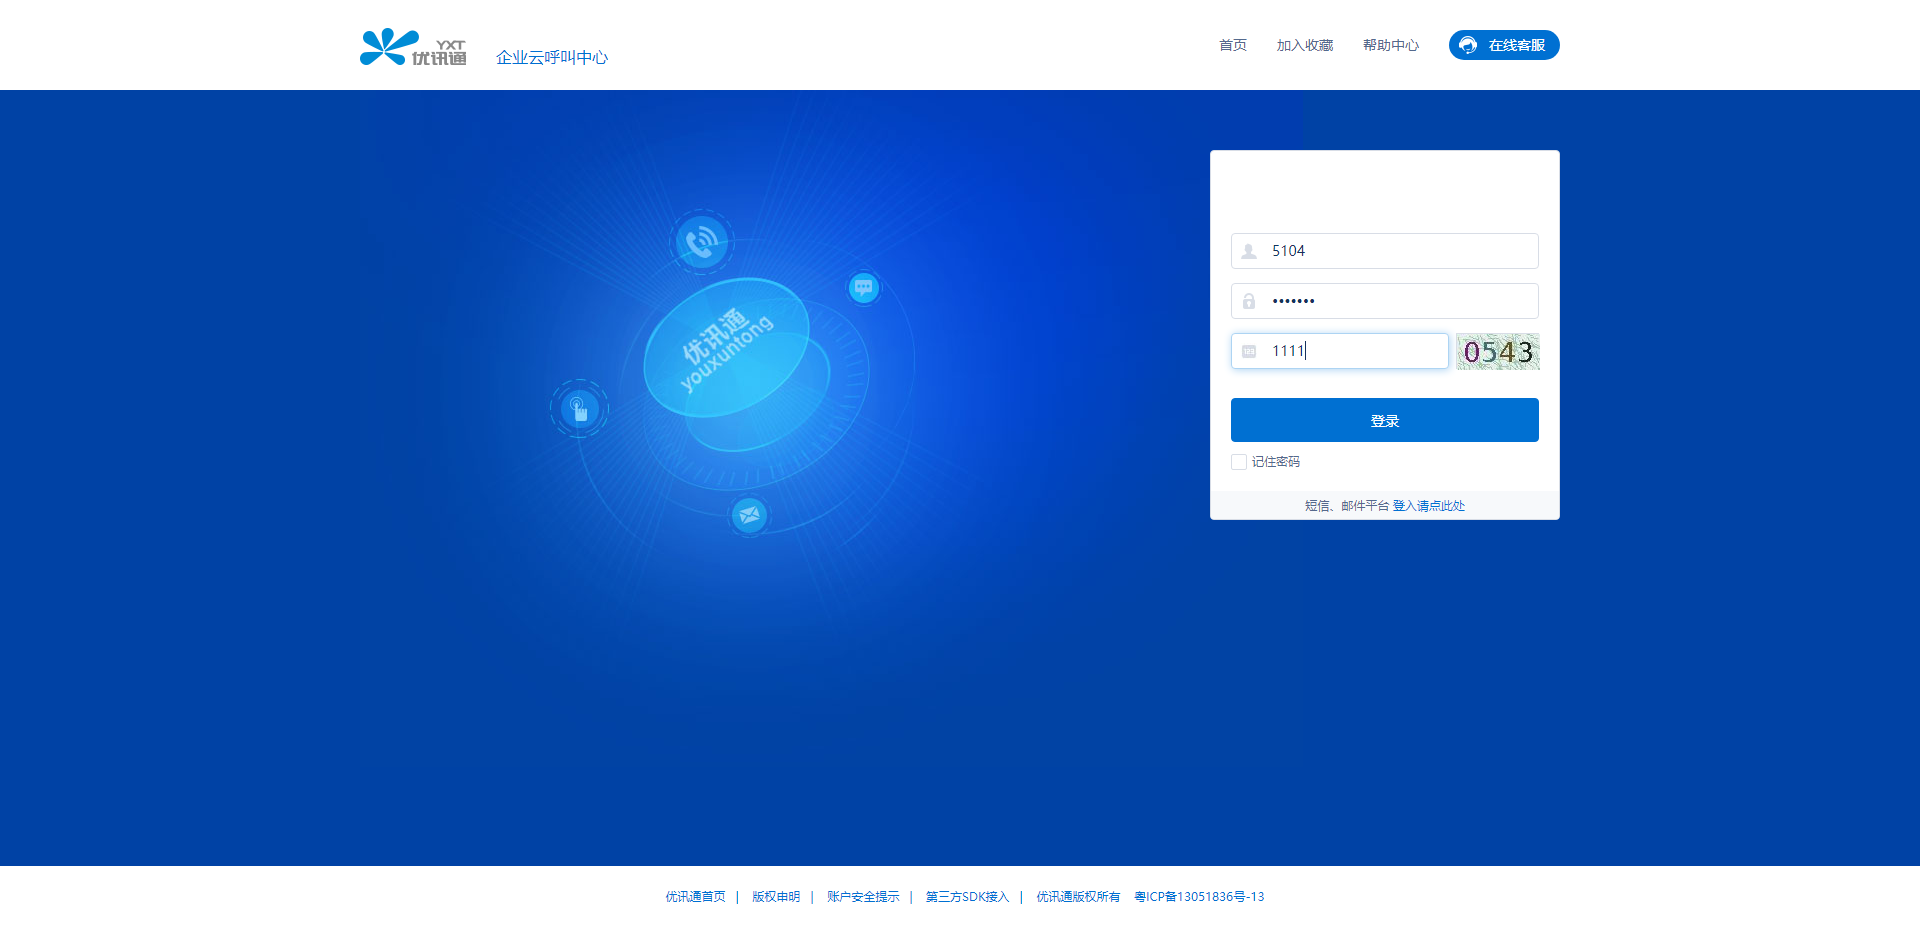 YXT
优讯通
企业云呼叫中心
首页 加入收藏 帮助中心 在线客服
优讯通
youxuntong
5104
•••••••
1111
0543
登录
记住密码
短信、邮件平台 登入请点此处
优讯通首页 | 版权申明 | 账户安全提示 | 第三方SDK接入 | 优讯通版权所有 粤ICP备13051836号-13